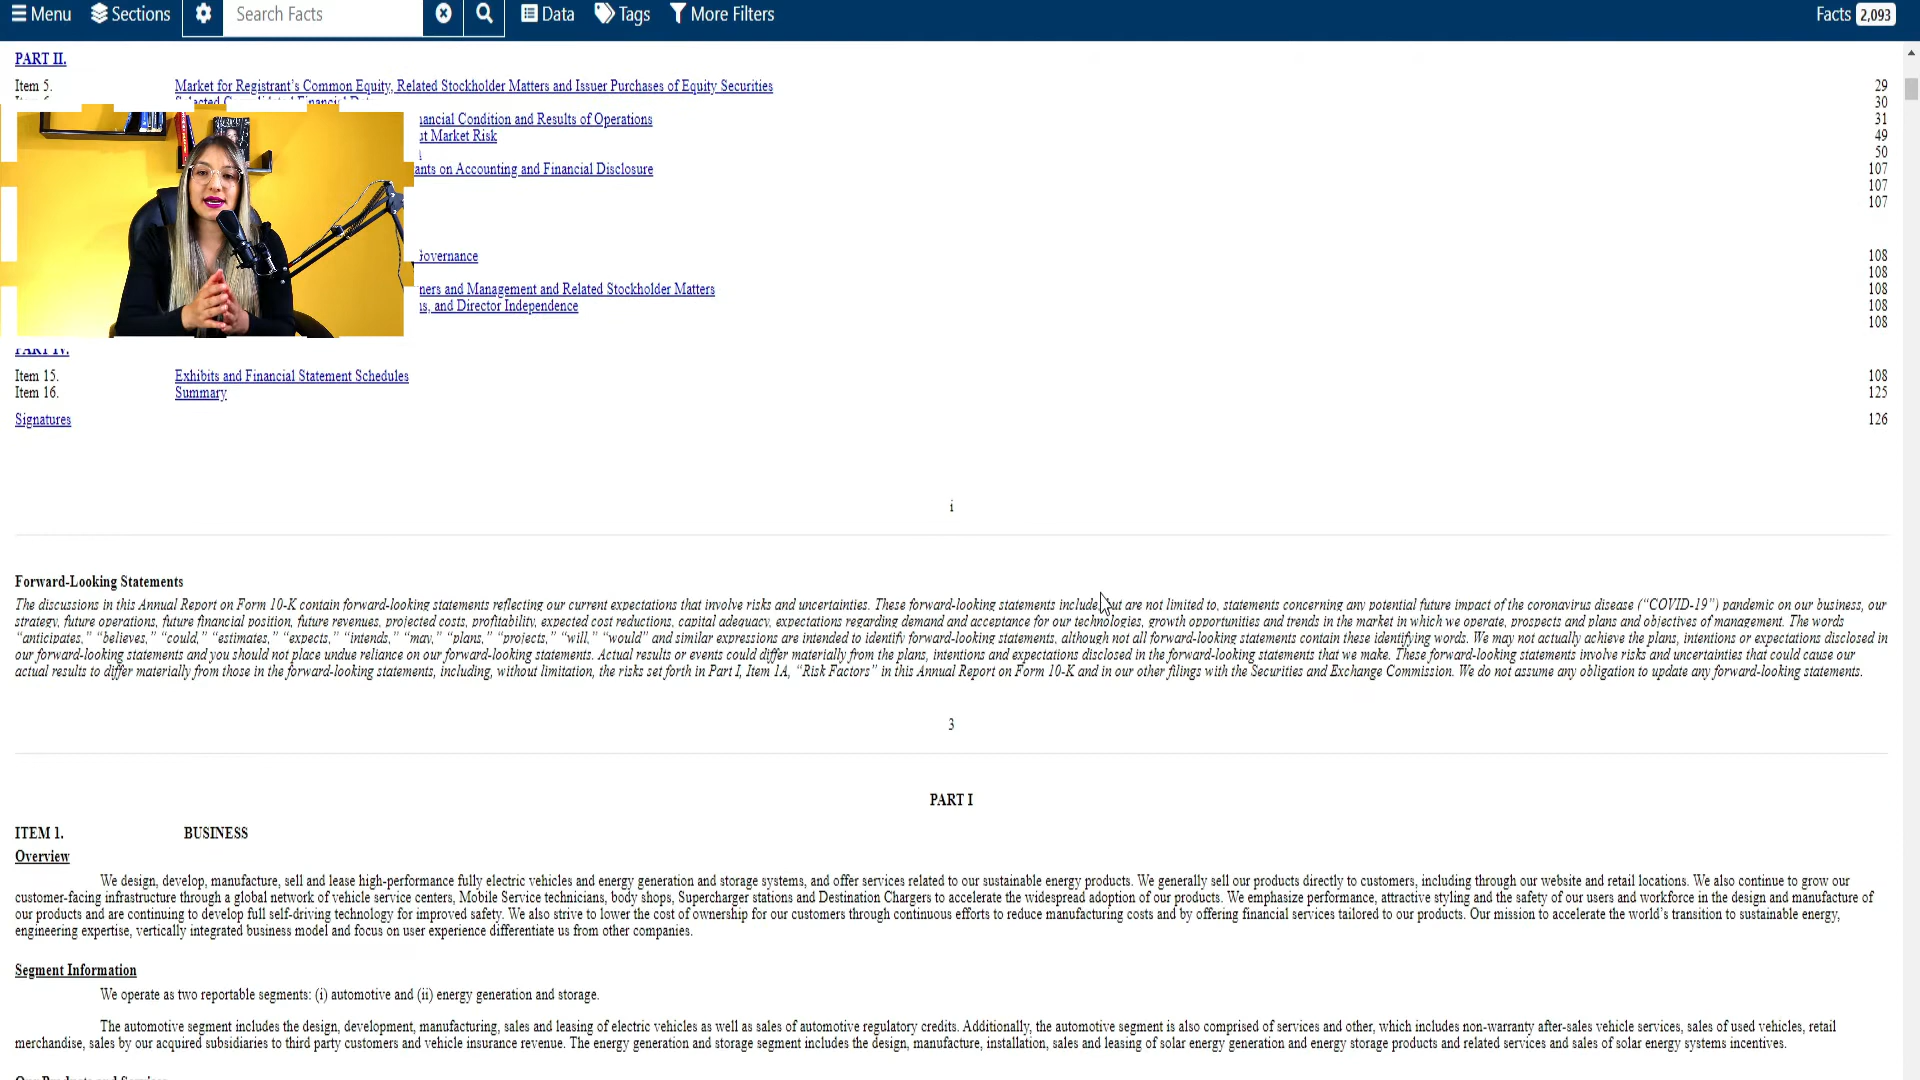 Menu Sections Search Facts Data Tags More Filters Facts 2,093
PART II.
Item 5. Market for Registrant's Common Equity, Related Stockholder Matters and Issuer Purchases of Equity Securities 29
Selected Consolidated Financial Data 30
ancial Condition and Results of Operations 31
ut Market Risk 49
50
ants on Accounting and Financial Disclosure 107
107
107
Governance 108
108
ners and Management and Related Stockholder Matters 108
ns, and Director Independence 108
108
PART IV.
Item 15. Exhibits and Financial Statement Schedules 108
Item 16. Summary 125
Signatures 126
i
Forward-Looking Statements
The discussions in this Annual Report on Form 10-K contain forward-looking statements reflecting our current expectations that involve risks and uncertainties. These forward-looking statements include, but are not limited to, statements concerning any potential future impact of the coronavirus disease (“COVID-19”) pandemic on our business, our
strategy, future operations, future financial position, future revenues, projected costs, profitability, expected cost reductions, capital adequacy, expectations regarding demand and acceptance for our technologies, growth opportunities and trends in the market in which we operate, prospects and plans and objectives of management. The words
“anticipates,” “believes,” “could,” “estimates,” “expects,” “intends,” “may,” “plans,” “projects,” “will,” “would” and similar expressions are intended to identify forward-looking statements, although not all forward-looking statements contain these identifying words. We may not actually achieve the plans, intentions or expectations disclosed in
our forward-looking statements and you should not place undue reliance on our forward-looking statements. Actual results or events could differ materially from the plans, intentions and expectations disclosed in the forward-looking statements that we make. These forward-looking statements involve risks and uncertainties that could cause our
actual results to differ materially from those in the forward-looking statements, including, without limitation, the risks set forth in Part I, Item 1A, “Risk Factors” in this Annual Report on Form 10-K and in our other filings with the Securities and Exchange Commission. We do not assume any obligation to update any forward-looking statements.
3
PART I
ITEM 1. BUSINESS
Overview
We design, develop, manufacture, sell and lease high-performance fully electric vehicles and energy generation and storage systems, and offer services related to our sustainable energy products. We generally sell our products directly to customers, including through our website and retail locations. We also continue to grow our
customer-facing infrastructure through a global network of vehicle service centers, Mobile Service technicians, body shops, Supercharger stations and Destination Chargers to accelerate the widespread adoption of our products. We emphasize performance, attractive styling and the safety of our users and workforce in the design and manufacture of
our products and are continuing to develop full self-driving technology for improved safety. We also strive to lower the cost of ownership for our customers through continuous efforts to reduce manufacturing costs and by offering financial services tailored to our products. Our mission to accelerate the world’s transition to sustainable energy,
engineering expertise, vertically integrated business model and focus on user experience differentiate us from other companies.
Segment Information
We operate as two reportable segments: (i) automotive and (ii) energy generation and storage.
The automotive segment includes the design, development, manufacturing, sales and leasing of electric vehicles as well as sales of automotive regulatory credits. Additionally, the automotive segment is also comprised of services and other, which includes non-warranty after-sales vehicle services, sales of used vehicles, retail
merchandise, sales by our acquired subsidiaries to third party customers and vehicle insurance revenue. The energy generation and storage segment includes the design, manufacture, installation, sales and leasing of solar energy generation and energy storage products and related services and sales of solar energy systems incentives.
Our Products and Services